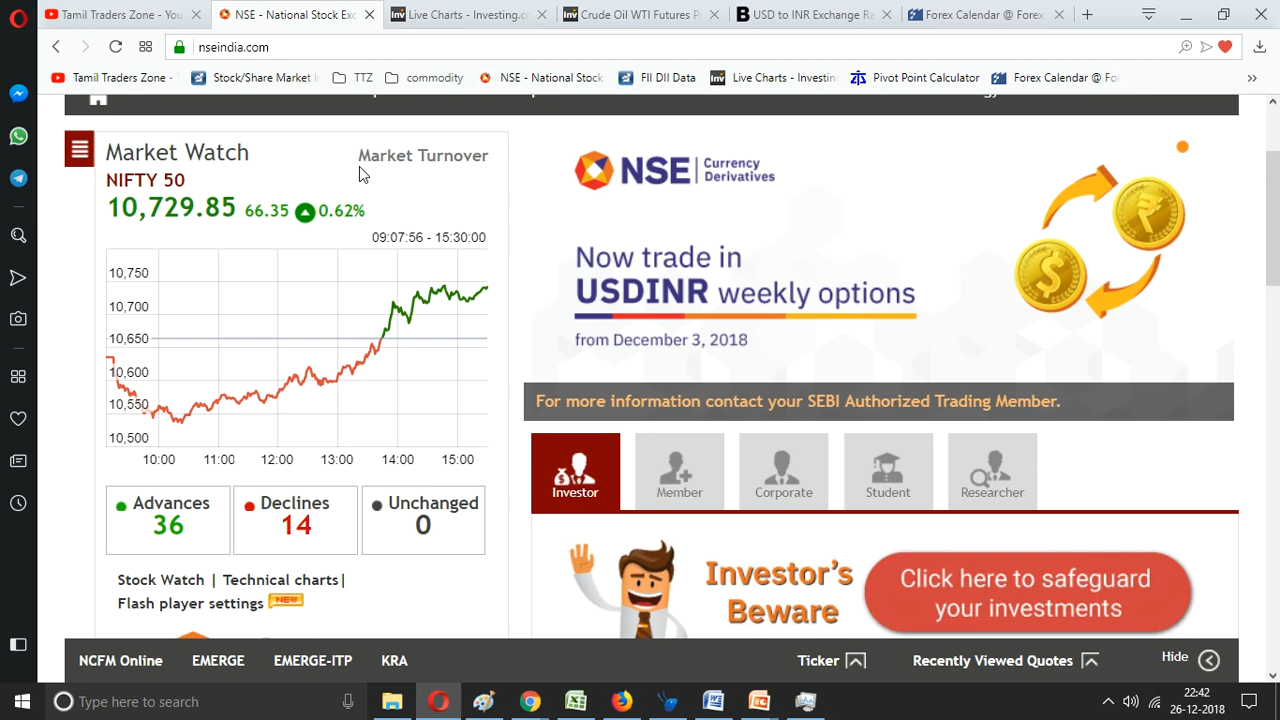 Tamil Traders Zone - You
NSE - National Stock Exc
Live Charts - Investing.co
Crude Oil WTI Futures P
USD to INR Exchange Ra
Forex Calendar @ Forex
nseindia.com
Tamil Traders Zone -
Stock/Share Market
TTZ
commodity
NSE - National Stock
FII DII Data
Live Charts - Investin
Pivot Point Calculator
Forex Calendar @ Fo
Market Watch
Market Turnover
NIFTY 50
10,729.85 66.35 0.62%
09:07:56 - 15:30:00
10,750
10,700
10,650
10,600
10,550
10,500
10:00 11:00 12:00 13:00 14:00 15:00
Advances
36
Declines
14
Unchanged
0
Stock Watch | Technical charts|
Flash player settings NEW
NSE | Currency Derivatives
Now trade in
USDINR weekly options
from December 3, 2018
For more information contact your SEBI Authorized Trading Member.
Investor
Member
Corporate
Student
Researcher
Investor's
Beware
Click here to safeguard
your investments
NCFM Online EMERGE EMERGE-ITP KRA
Ticker
Recently Viewed Quotes
Hide
Type here to search
22:42
26-12-2018